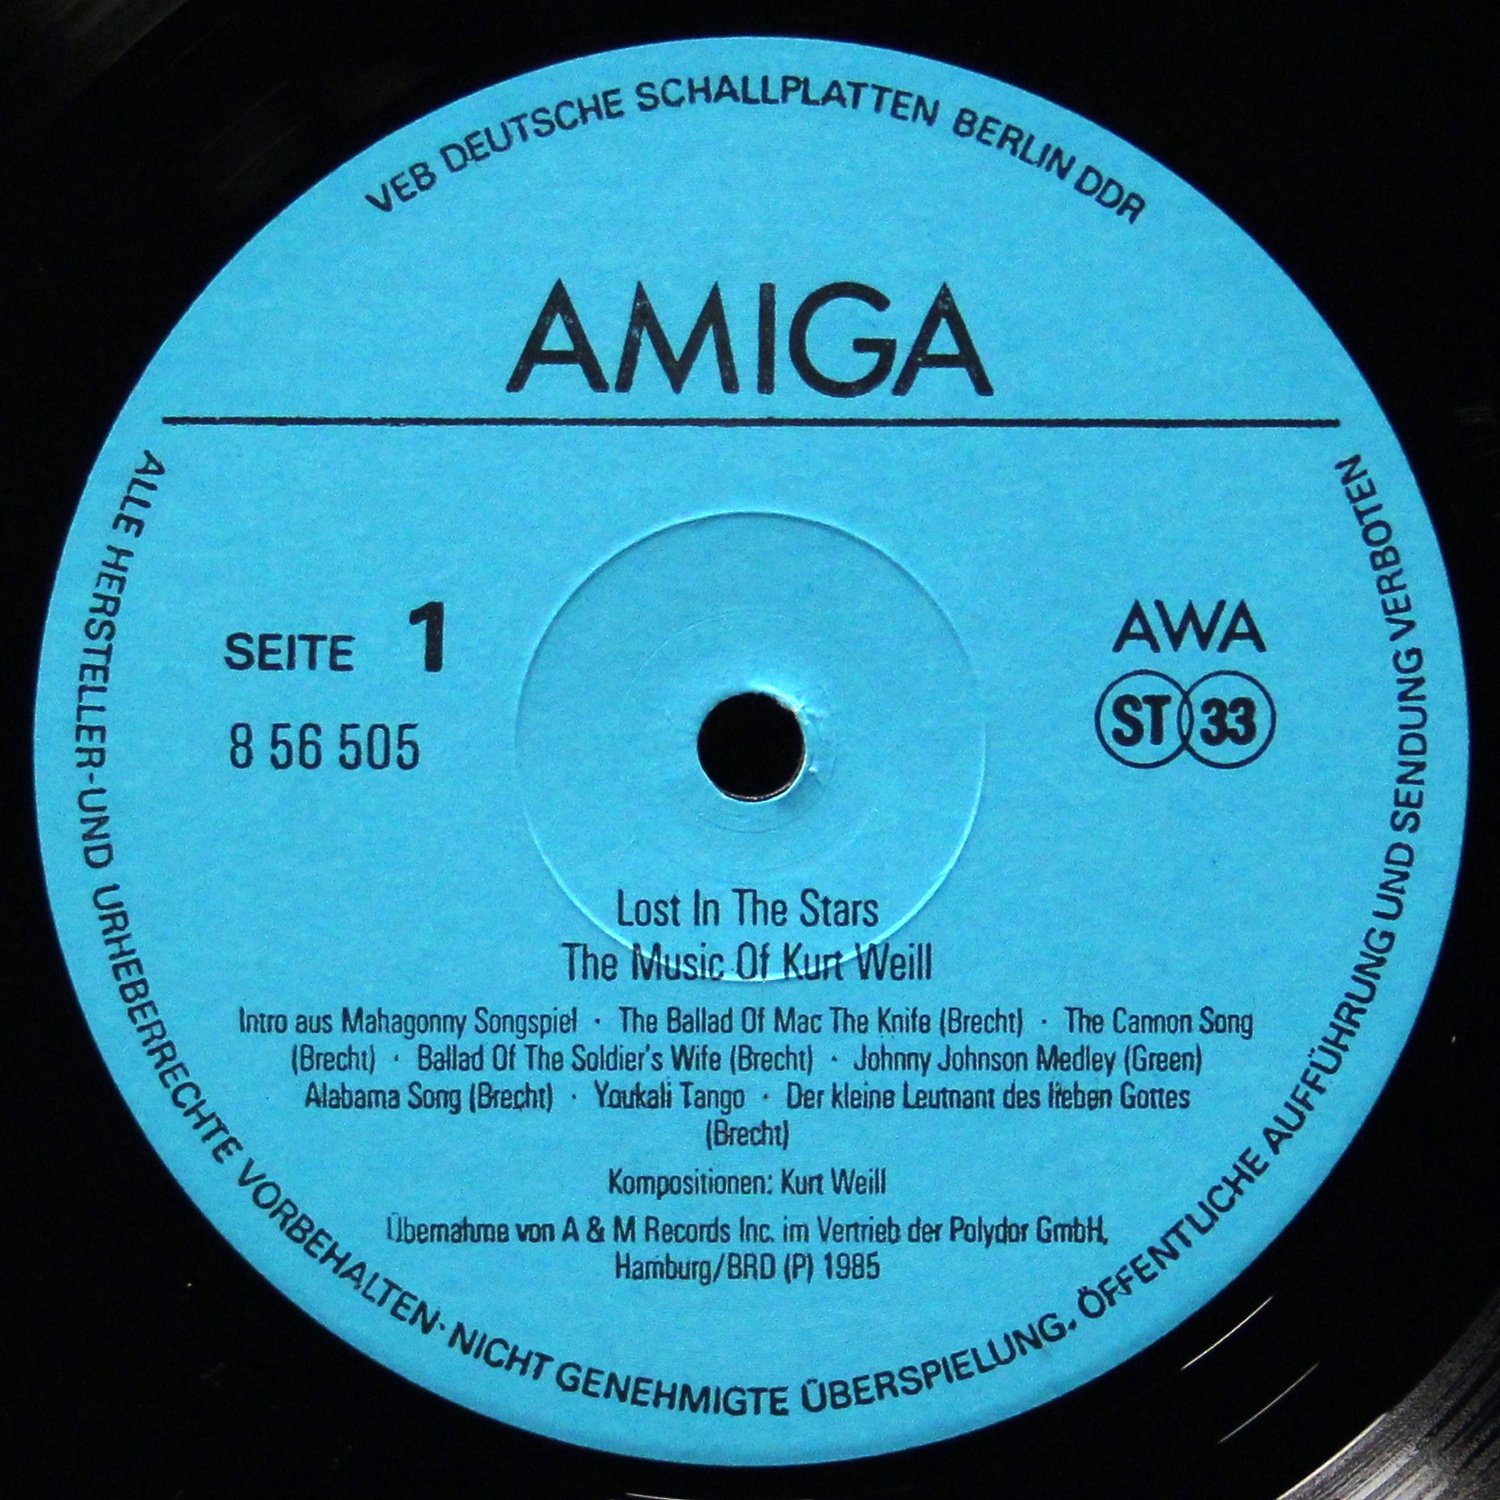 VEB DEUTSCHE SCHALLPLATTEN BERLIN DDR
AMIGA
SEITE 1
8 56 505
AWA
ST 33
Lost In The Stars
The Music Of Kurt Weill
Intro aus Mahagonny Songspiel · The Ballad Of Mac The Knife (Brecht) · The Cannon Song
(Brecht) · Ballad Of The Soldier's Wife (Brecht) · Johnny Johnson Medley (Green)
Alabama Song (Brecht) · Youkali Tango · Der kleine Leutnant des lieben Gottes
(Brecht)
Kompositionen: Kurt Weill
Übernahme von A & M Records Inc. im Vertrieb der Polydor GmbH,
Hamburg/BRD (P) 1985
ALLE HERSTELLER-UND URHEBERRECHTE VORBEHALTEN· NICHT GENEHMIGTE ÜBERSPIELUNG, ÖFFENTLICHE AUFFÜHRUNG UND SENDUNG VERBOTEN